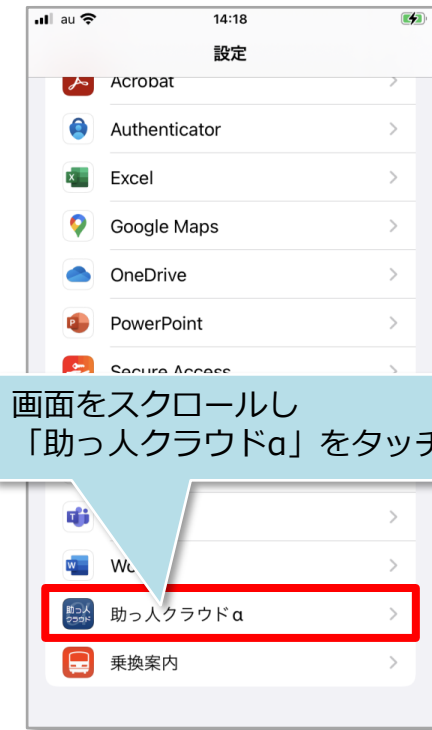 au 14:18
設定
Acrobat
Authenticator
Excel
Google Maps
OneDrive
PowerPoint
Secure Access
画面をスクロールし
「助っ人クラウドα」をタッチ
助っ人クラウドα
乗換案内